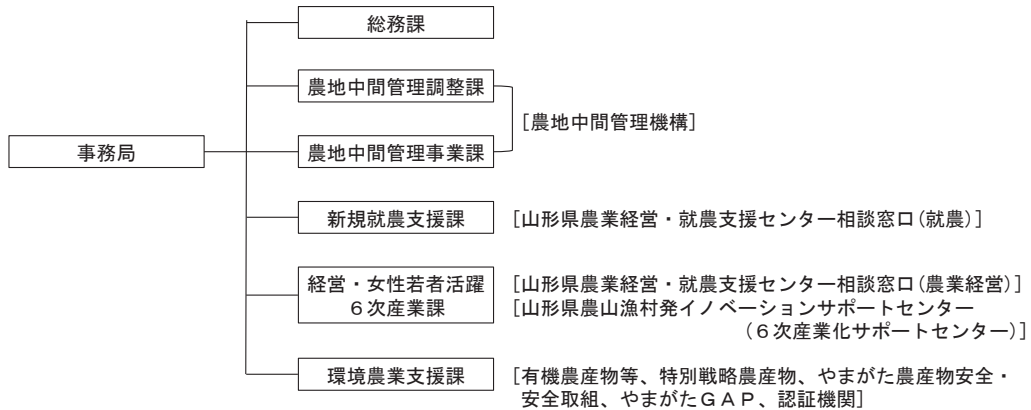 総務課
農地中間管理調整課
[農地中間管理機構]
事務局
農地中間管理事業課
新規就農支援課 [山形県農業経営・就農支援センター相談窓口(就農)]
経営・女性若者活躍 [山形県農業経営・就農支援センター相談窓口(農業経営)]
６次産業課 [山形県農山漁村発イノベーションサポートセンター
(６次産業化サポートセンター)]
環境農業支援課 [有機農産物等、特別戦略農産物、やまがた農産物安全・
安全取組、やまがたＧＡＰ、認証機関]